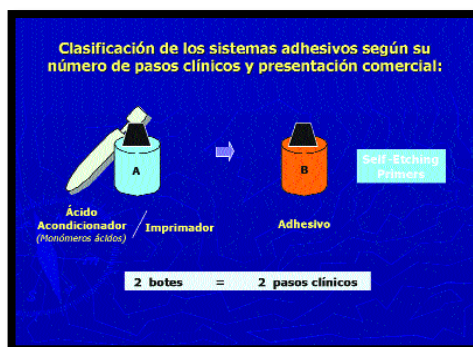 Clasificación de los sistemas adhesivos según su
número de pasos clínicos y presentación comercial:
A
B
Self-Etching
Primers
Ácido
Acondicionador
(Monómeros ácidos)
/ Imprimador
Adhesivo
2 botes = 2 pasos clínicos